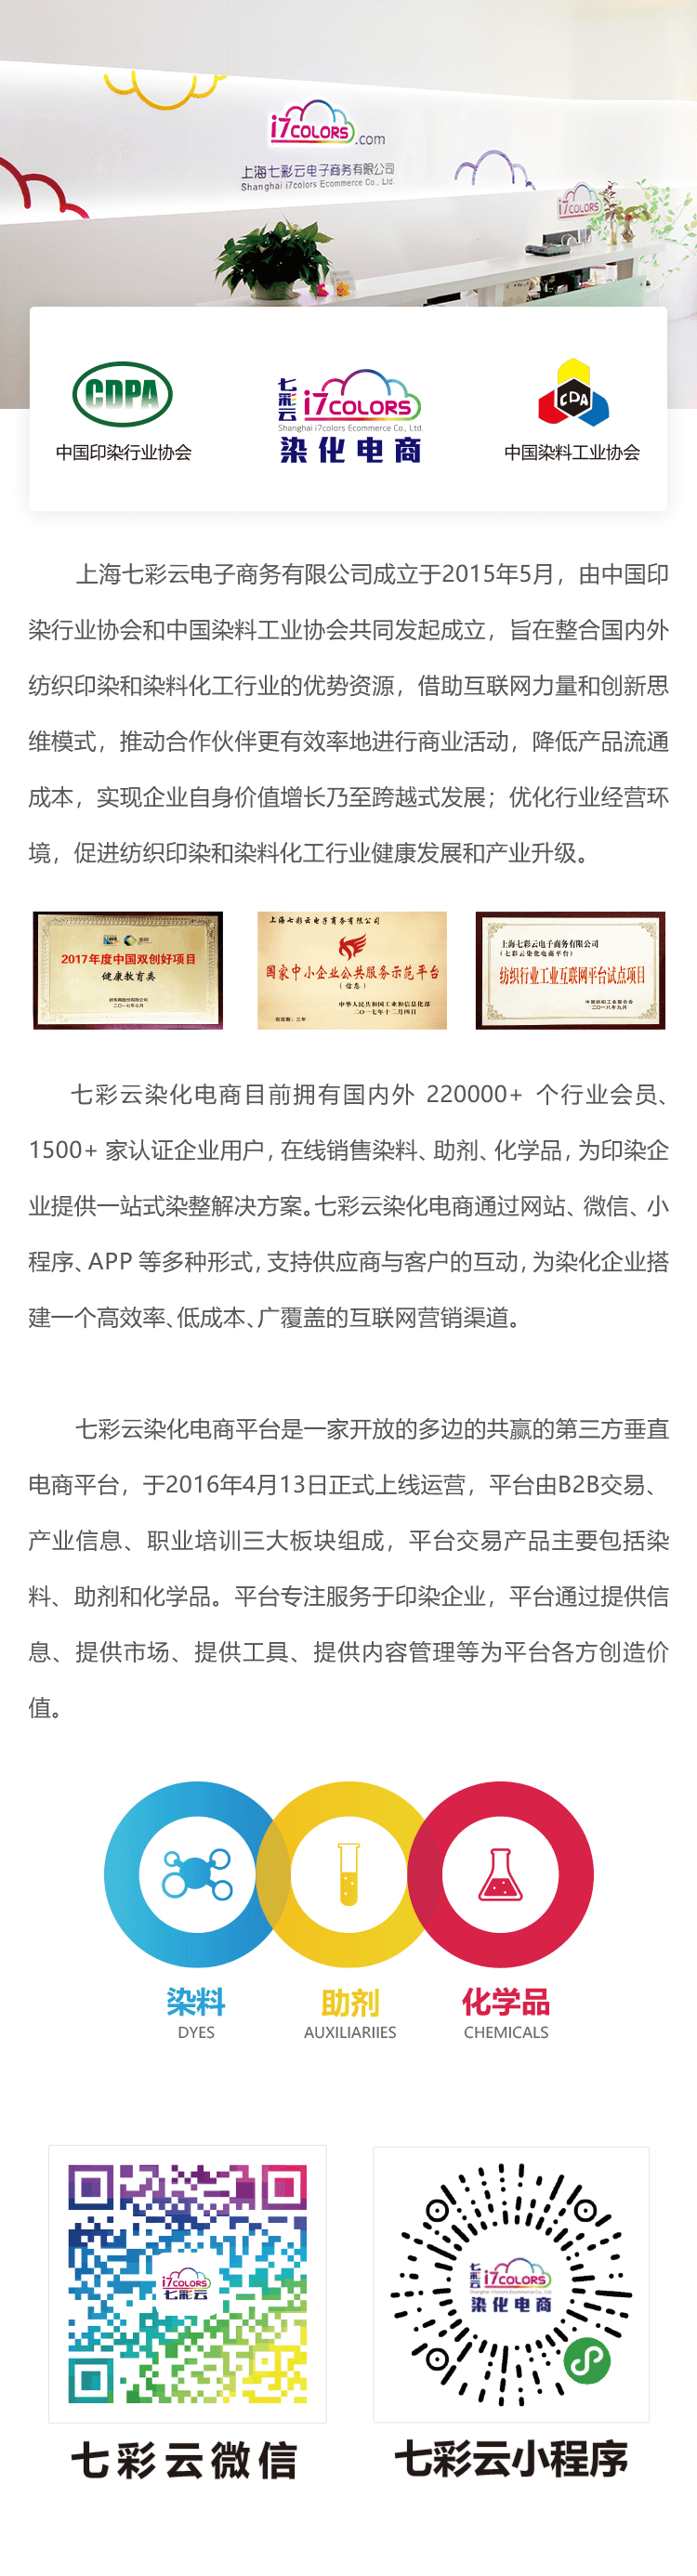 i7COLORS.com
上海七彩云电子商务有限公司
Shanghai i7colors Ecommerce Co., Ltd.
i7COLORS
CDPA
中国印染行业协会
七彩云 i7COLORS
Shanghai i7colors Ecommerce Co., Ltd.
染化电商
CDA
中国染料工业协会
上海七彩云电子商务有限公司成立于2015年5月，由中国印
染行业协会和中国染料工业协会共同发起成立，旨在整合国内外
纺织印染和染料化工行业的优势资源，借助互联网力量和创新思
维模式，推动合作伙伴更有效率地进行商业活动，降低产品流通
成本，实现企业自身价值增长乃至跨越式发展；优化行业经营环
境，促进纺织印染和染料化工行业健康发展和产业升级。
2017年度中国双创好项目
健康教育类
二〇一七年七月
上海七彩云电子商务有限公司
国家中小企业公共服务示范平台
（信息）
中华人民共和国工业和信息化部
二〇一七年十二月四日
有效期：三年
上海七彩云电子商务有限公司
（七彩云染化电商平台）
纺织行业工业互联网平台试点项目
中国纺织工业联合会
二〇一八年九月
七彩云染化电商目前拥有国内外 220000+ 个行业会员、
1500+ 家认证企业用户，在线销售染料、助剂、化学品，为印染企
业提供一站式染整解决方案。七彩云染化电商通过网站、微信、小
程序、APP 等多种形式，支持供应商与客户的互动，为染化企业搭
建一个高效率、低成本、广覆盖的互联网营销渠道。
七彩云染化电商平台是一家开放的多边的共赢的第三方垂直
电商平台，于2016年4月13日正式上线运营，平台由B2B交易、
产业信息、职业培训三大板块组成，平台交易产品主要包括染
料、助剂和化学品。平台专注服务于印染企业，平台通过提供信
息、提供市场、提供工具、提供内容管理等为平台各方创造价
值。
染料
DYES
助剂
AUXILIARIIES
化学品
CHEMICALS
i7COLORS
七彩云
七彩云 i7COLORS
Shanghai i7colors Ecommerce Co., Ltd.
染化电商
七彩云微信
七彩云小程序